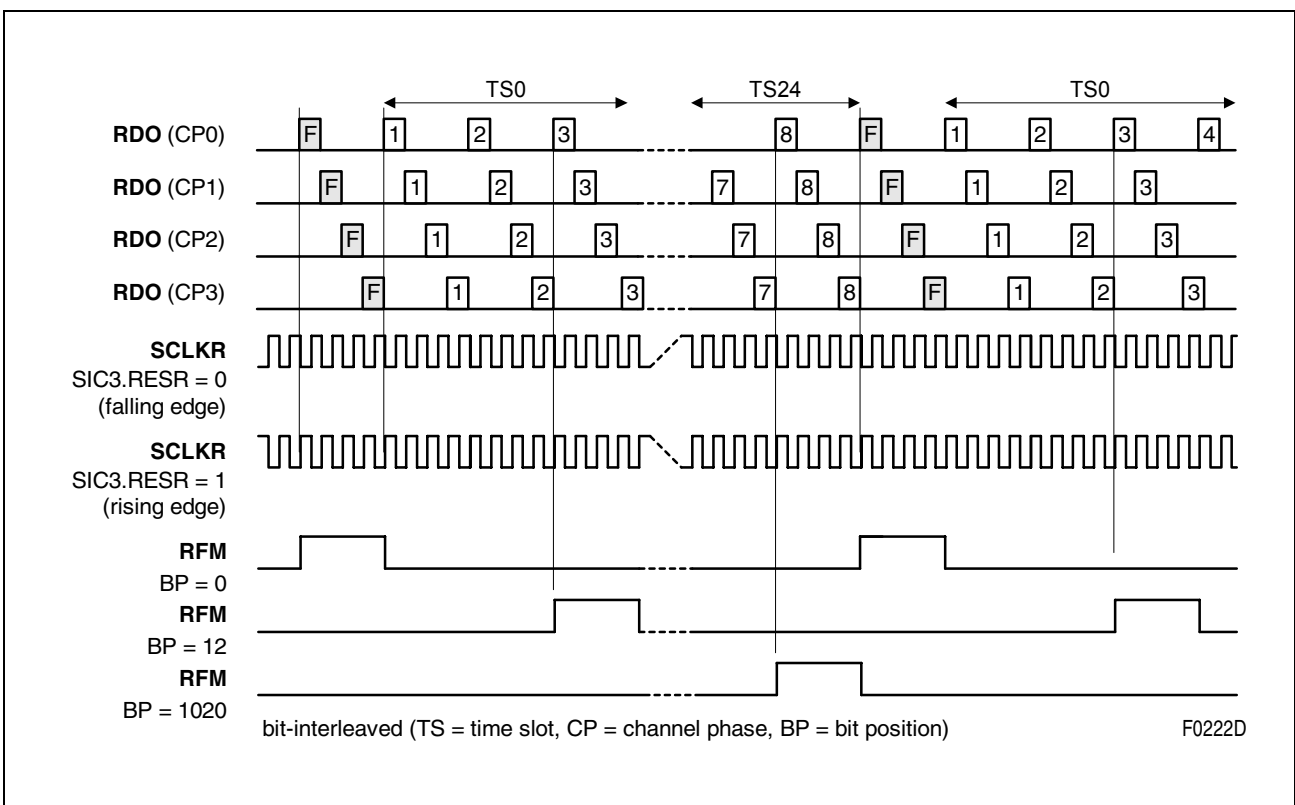 TS0 TS24 TS0
RDO (CP0) F 1 2 3 8 F 1 2 3 4
RDO (CP1) F 1 2 3 7 8 F 1 2 3
RDO (CP2) F 1 2 3 7 8 F 1 2 3
RDO (CP3) F 1 2 3 7 8 F 1 2 3
SCLKR
SIC3.RESR = 0
(falling edge)
SCLKR
SIC3.RESR = 1
(rising edge)
RFM
BP = 0
RFM
BP = 12
RFM
BP = 1020
bit-interleaved (TS = time slot, CP = channel phase, BP = bit position) F0222D